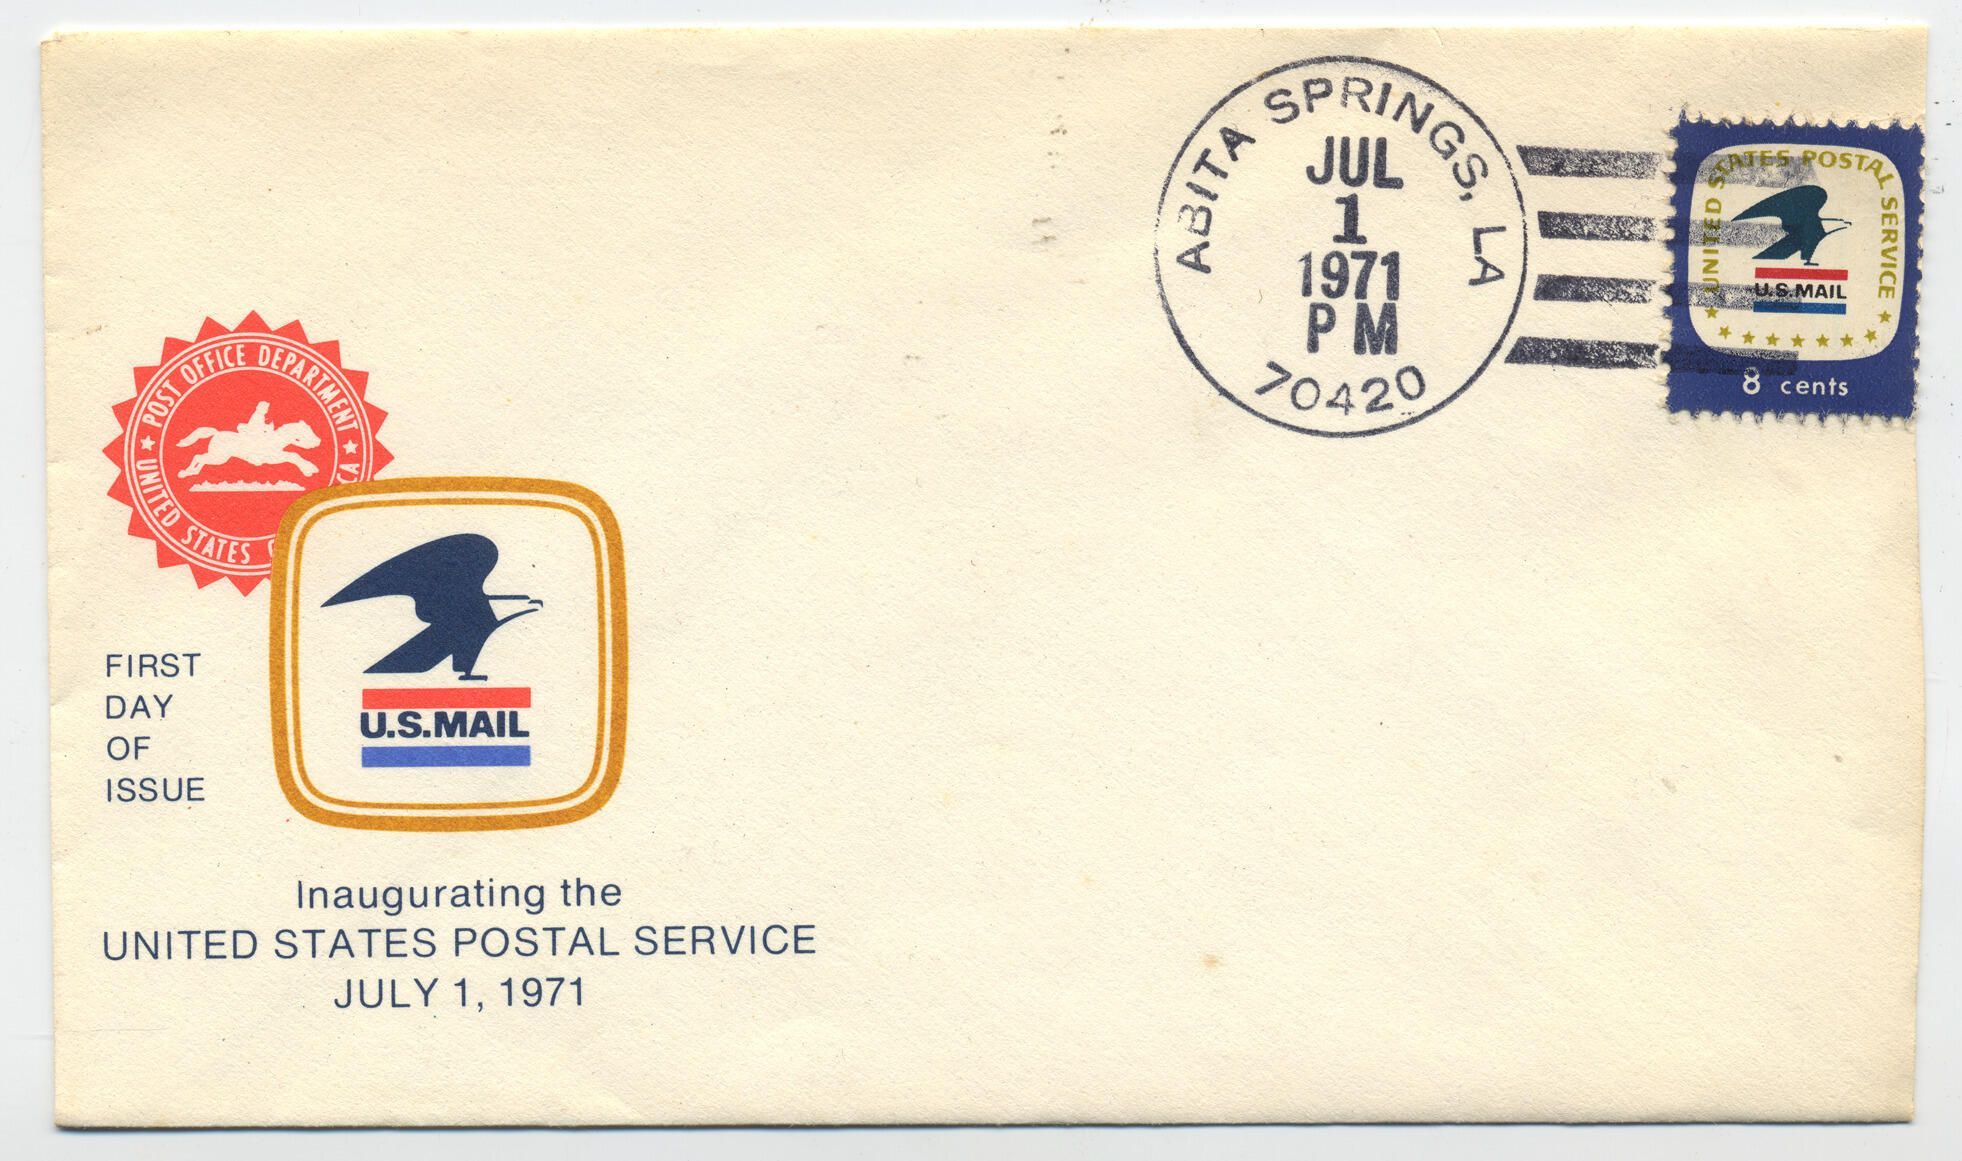 ABITA SPRINGS, LA
JUL
1
1971
PM
70420
UNITED STATES POSTAL SERVICE
U.S.MAIL
8 cents
POST OFFICE DEPARTMENT
UNITED STATES
U.S.MAIL
FIRST
DAY
OF
ISSUE
Inaugurating the
UNITED STATES POSTAL SERVICE
JULY 1, 1971